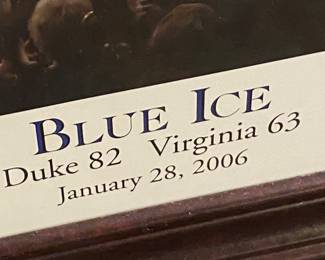 BLUE ICE
Duke 82 Virginia 63
January 28, 2006